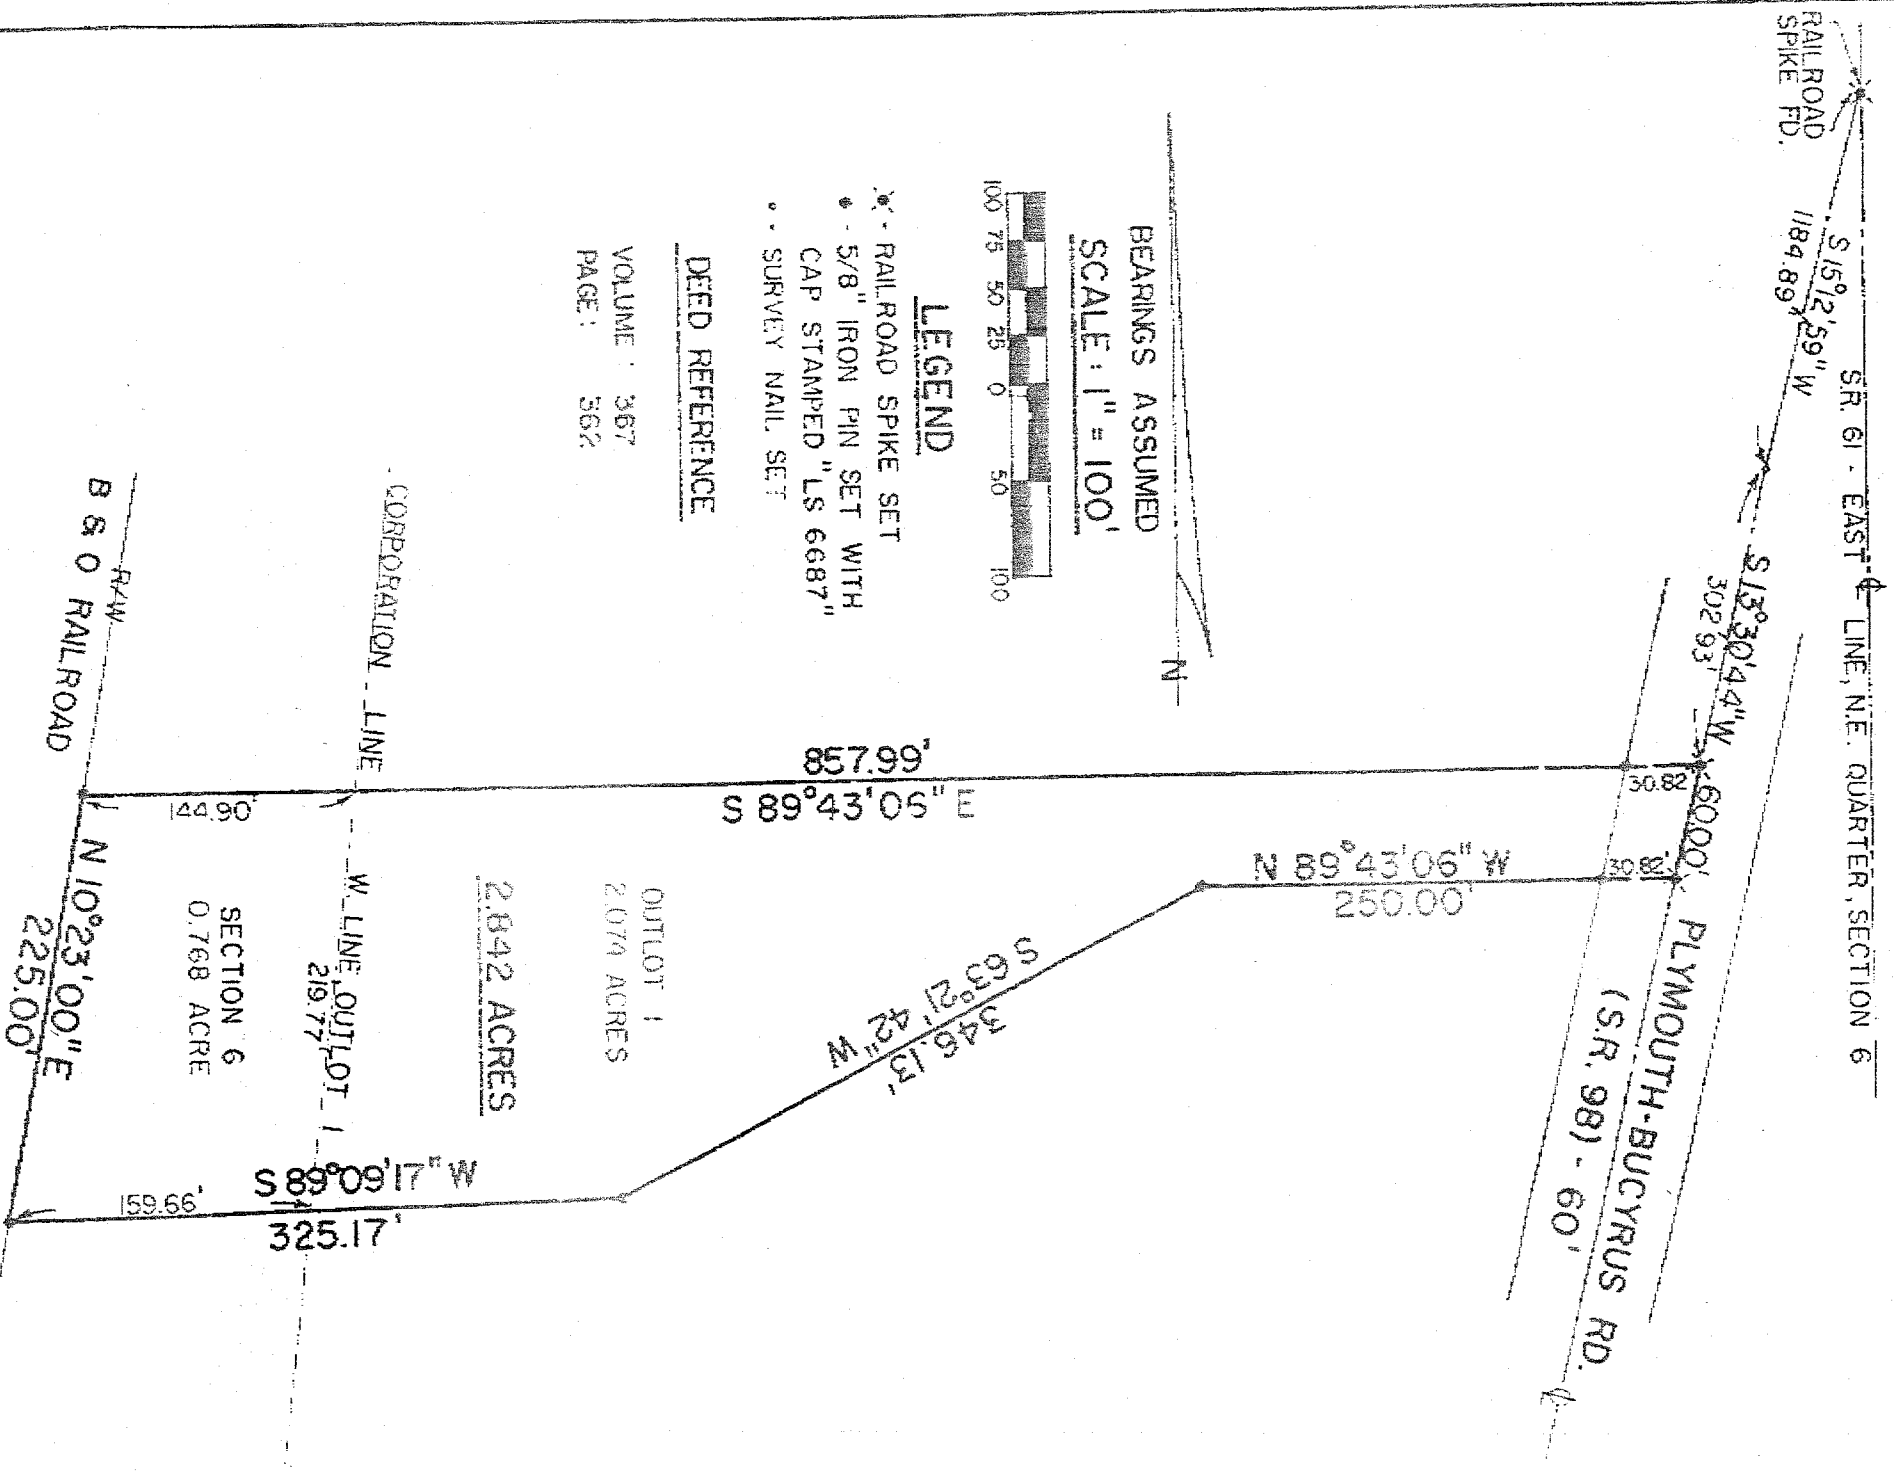 RAILROAD
SPIKE FD.
S 15°12'59" W
1184.89'
S.R. 61 - EAST LINE, N.E. QUARTER, SECTION 6
S 13°30'44" W
302.93'
60.00'
PLYMOUTH-BUCYRUS RD.
(S.R. 98) - 60'
30.82'
30.82'
N
BEARINGS ASSUMED
SCALE : 1" = 100'
100 75 50 25 0 50 100
LEGEND
- RAILROAD SPIKE SET
- 5/8" IRON PIN SET WITH
CAP STAMPED "LS 6687"
- SURVEY NAIL SET
DEED REFERENCE
VOLUME : 367
PAGE : 362
857.99'
S 89°43'06" E
N 89°43'06" W
250.00'
S 63°21'42" W
346.13'
OUTLOT 1
2.074 ACRES
2.842 ACRES
CORPORATION LINE
W. LINE OUTLOT 1
219.77'
144.90'
SECTION 6
0.768 ACRE
S 89°09'17" W
325.17'
159.66'
R/W
B & O RAILROAD
N 10°23'00" E
225.00'